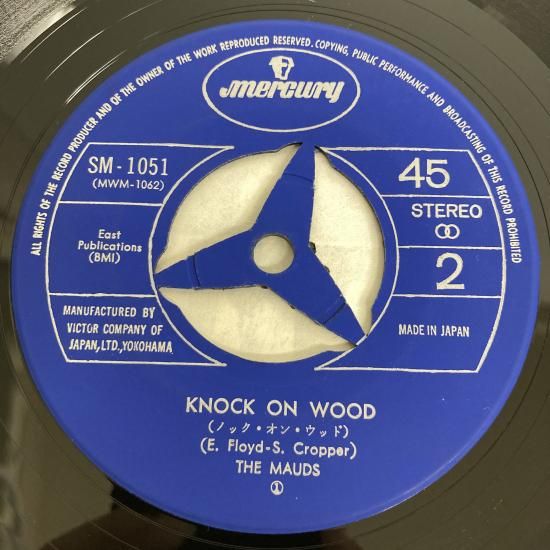 ALL RIGHTS OF THE RECORD PRODUCER AND OF THE OWNER OF THE WORK REPRODUCED RESERVED. COPYING, PUBLIC PERFORMANCE AND BROADCASTING OF THIS RECORD PROHIBITED
mercury
SM-1051
(MWM-1062)
East
Publications
(BMI)
MANUFACTURED BY
VICTOR COMPANY OF
JAPAN, LTD., YOKOHAMA
45
STEREO
2
MADE IN JAPAN
KNOCK ON WOOD
(ノック・オン・ウッド)
(E. Floyd-S. Cropper)
THE MAUDS
①